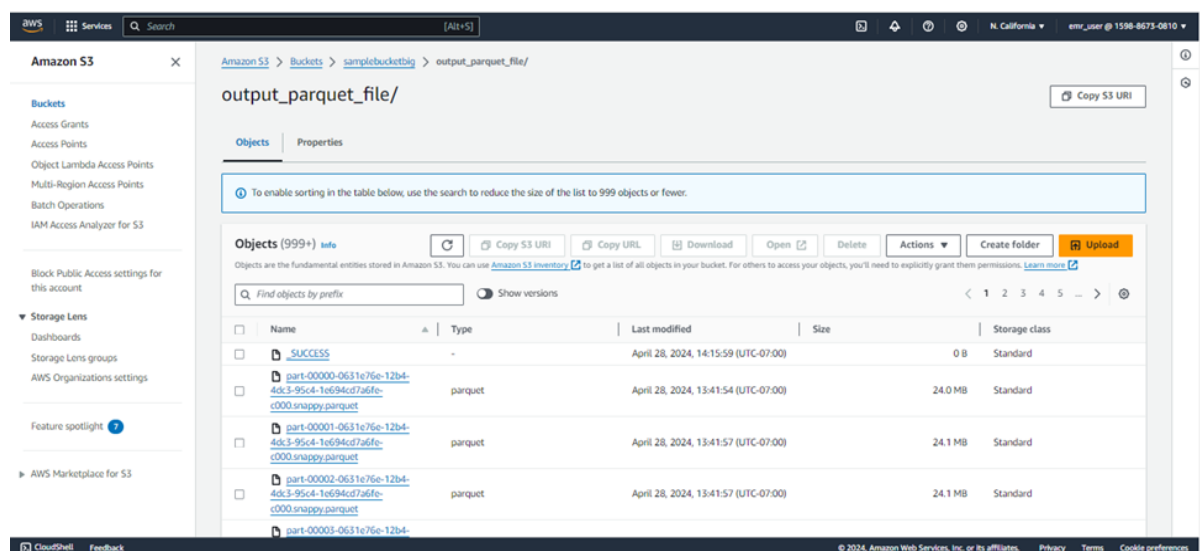 aws Services Search [Alt+S] N. California ▼ emr_user @ 1598-8673-0810 ▼
Amazon S3
Buckets
Access Grants
Access Points
Object Lambda Access Points
Multi-Region Access Points
Batch Operations
IAM Access Analyzer for S3
Block Public Access settings for
this account
▼ Storage Lens
Dashboards
Storage Lens groups
AWS Organizations settings
Feature spotlight 7
▶ AWS Marketplace for S3
Amazon S3 > Buckets > samplebucketbig > output_parquet_file/
output_parquet_file/
Copy S3 URI
Objects Properties
To enable sorting in the table below, use the search to reduce the size of the list to 999 objects or fewer.
Objects (999+) Info Copy S3 URI Copy URL Download Open Delete Actions ▼ Create folder Upload
Objects are the fundamental entities stored in Amazon S3. You can use Amazon S3 inventory to get a list of all objects in your bucket. For others to access your objects, you'll need to explicitly grant them permissions. Learn more
Find objects by prefix Show versions < 1 2 3 4 5 ... >
Name Type Last modified Size Storage class
_SUCCESS - April 28, 2024, 14:15:59 (UTC-07:00) 0 B Standard
part-00000-0631e76e-12b4-
4dc3-95c4-1e694cd7a6fe- parquet April 28, 2024, 13:41:54 (UTC-07:00) 24.0 MB Standard
c000.snappy.parquet
part-00001-0631e76e-12b4-
4dc3-95c4-1e694cd7a6fe- parquet April 28, 2024, 13:41:57 (UTC-07:00) 24.1 MB Standard
c000.snappy.parquet
part-00002-0631e76e-12b4-
4dc3-95c4-1e694cd7a6fe- parquet April 28, 2024, 13:41:57 (UTC-07:00) 24.1 MB Standard
c000.snappy.parquet
part-00003-0631e76e-12b4-
CloudShell Feedback © 2024, Amazon Web Services, Inc. or its affiliates. Privacy Terms Cookie preferences